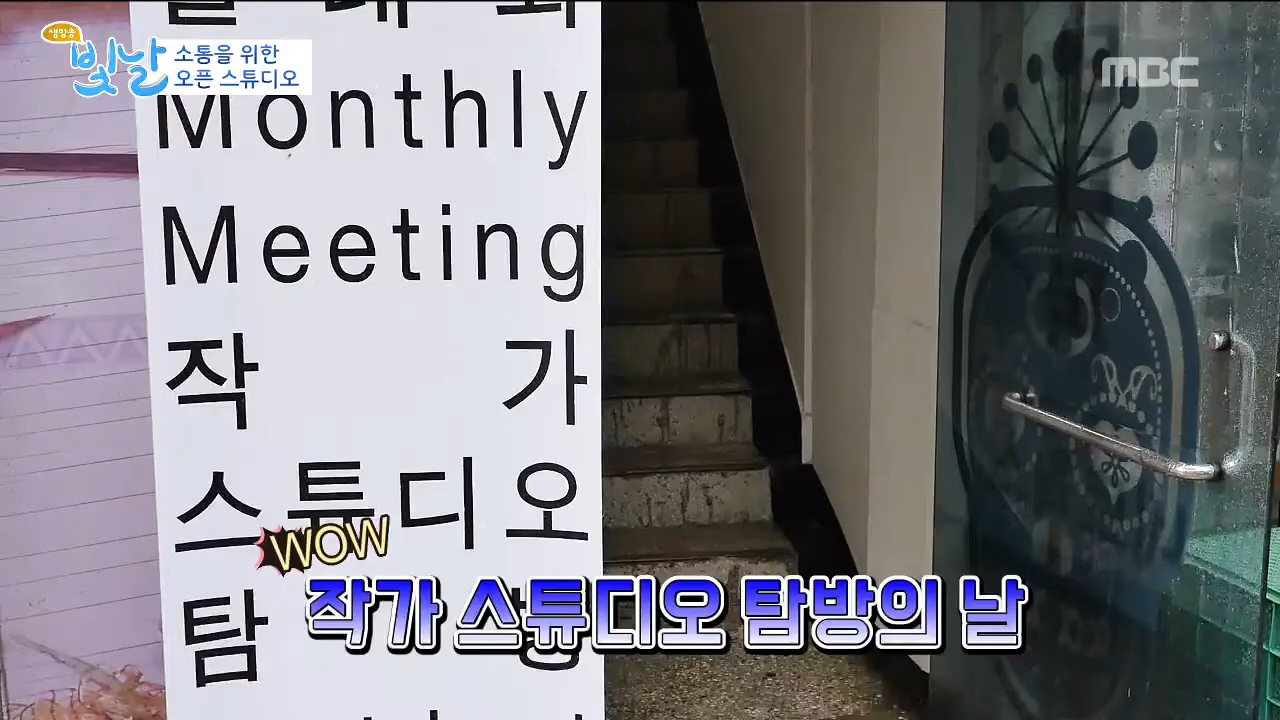 생방송
빛날
소통을 위한
오픈 스튜디오
MBC
Monthly
Meeting
작 가
스튜디오
탐 방
WOW
작가 스튜디오 탐방의 날